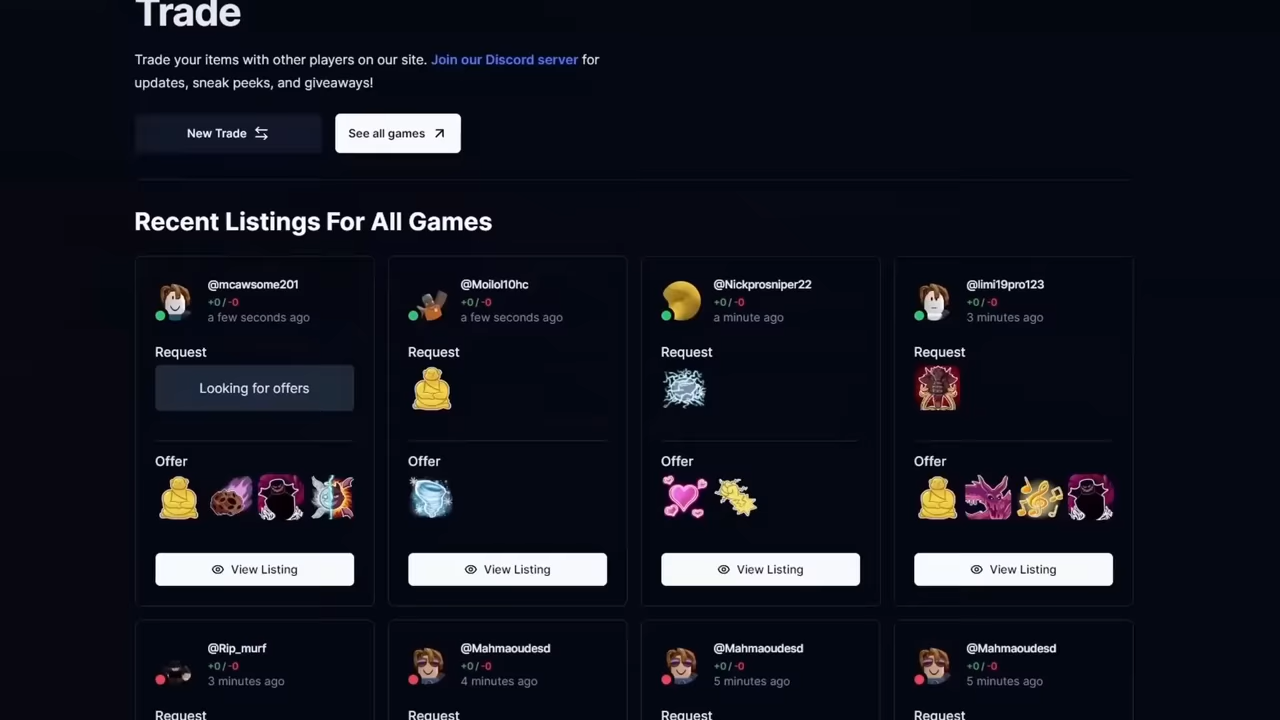 Trade
Trade your items with other players on our site. Join our Discord server for
updates, sneak peeks, and giveaways!
New Trade
See all games
Recent Listings For All Games
@mcawsome201
+0 / -0
a few seconds ago
Request
Looking for offers
Offer
View Listing
@Moilol10hc
+0 / -0
a few seconds ago
Request
Offer
View Listing
@Nickprosniper22
+0 / -0
a minute ago
Request
Offer
View Listing
@limi19pro123
+0 / -0
3 minutes ago
Request
Offer
View Listing
@Rip_murf
+0 / -0
3 minutes ago
Request
@Mahmaoudesd
+0 / -0
4 minutes ago
Request
@Mahmaoudesd
+0 / -0
5 minutes ago
Request
@Mahmaoudesd
+0 / -0
5 minutes ago
Request